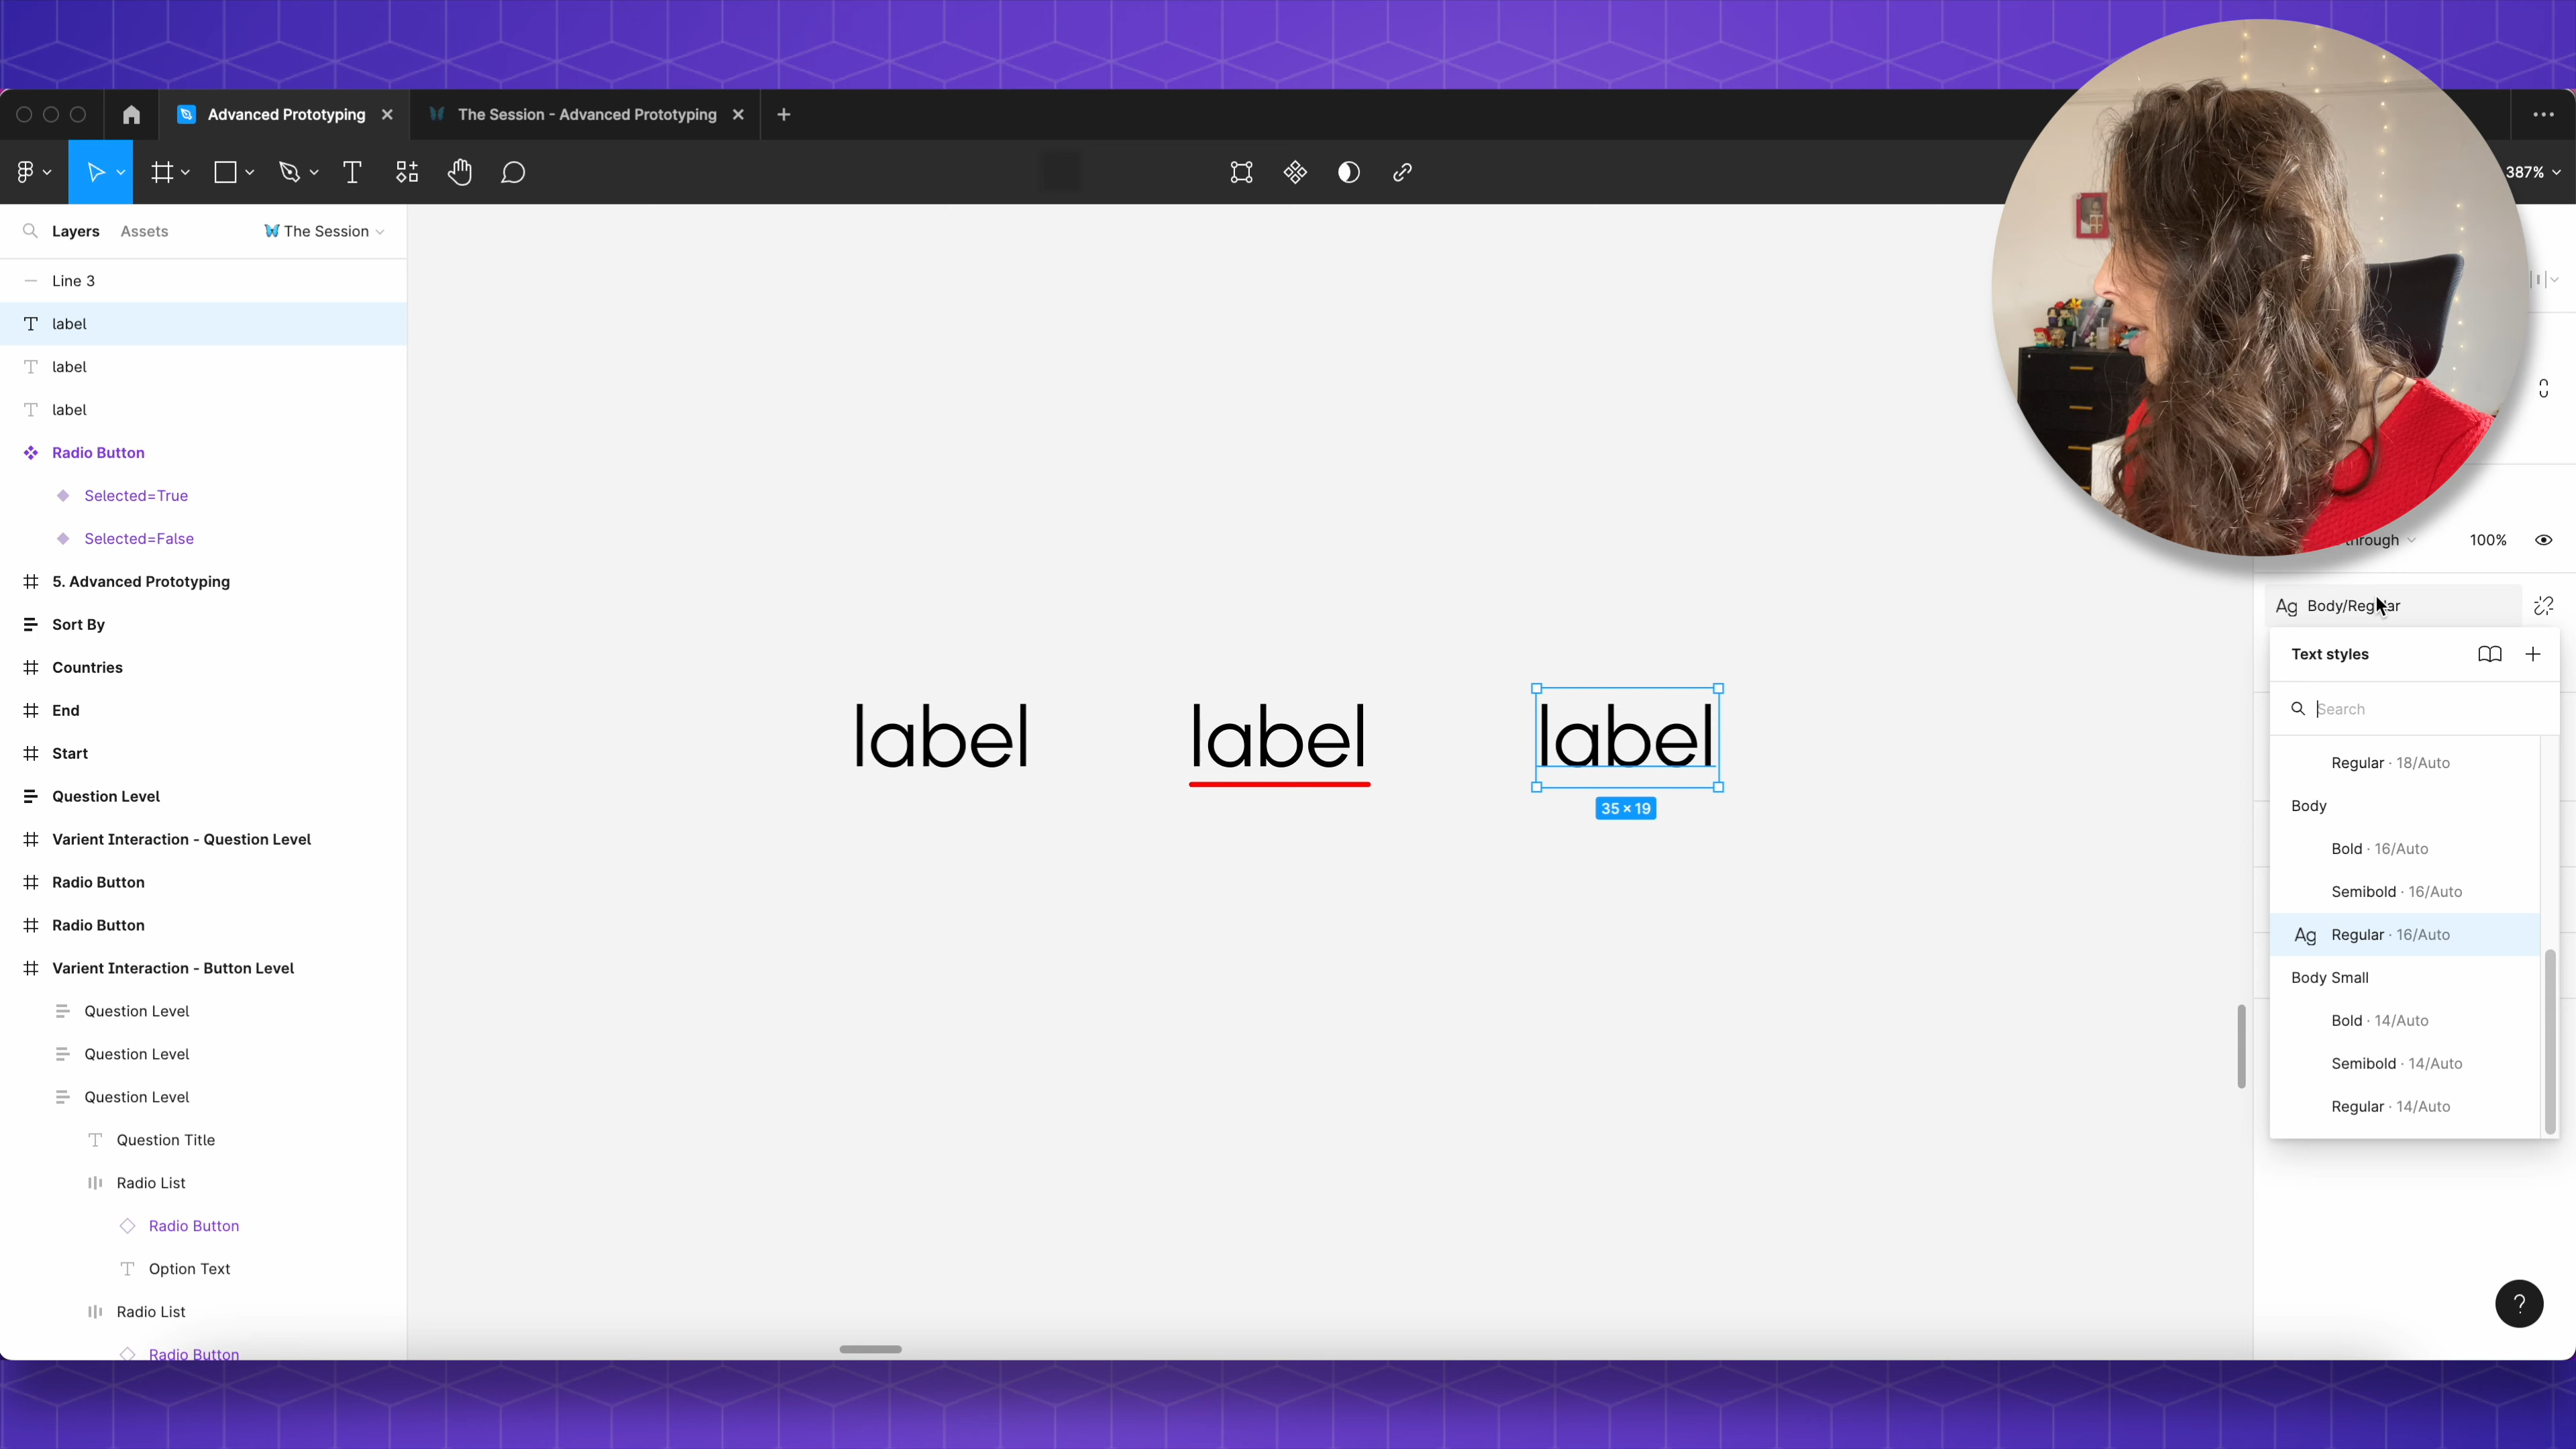 Advanced Prototyping
The Session - Advanced Prototyping
387%
Layers
Assets
The Session
Line 3
label
label
label
Radio Button
Selected=True
Selected=False
5. Advanced Prototyping
Sort By
Countries
End
Start
Question Level
Varient Interaction - Question Level
Radio Button
Radio Button
Varient Interaction - Button Level
Question Level
Question Level
Question Level
Question Title
Radio List
Radio Button
Option Text
Radio List
Radio Button
label
label
label
35 × 19
through
100%
Ag Body/Regular
Text styles
Search
Regular · 18/Auto
Body
Bold · 16/Auto
Semibold · 16/Auto
Ag Regular · 16/Auto
Body Small
Bold · 14/Auto
Semibold · 14/Auto
Regular · 14/Auto
?